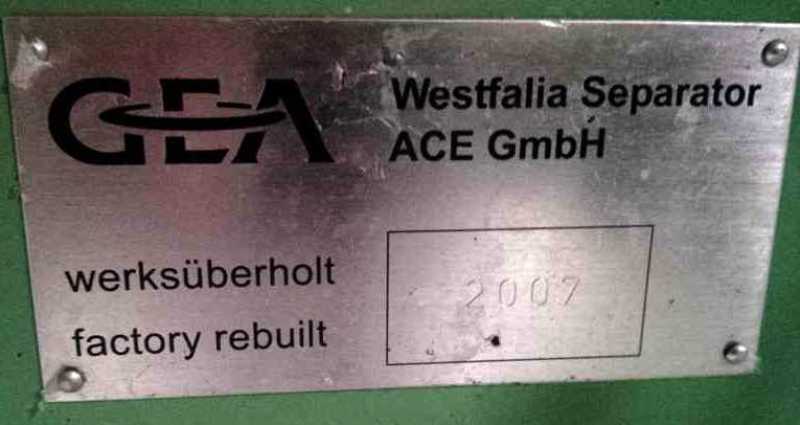 GEA
Westfalia Separator
ACE GmbH
werksüberholt
factory rebuilt
2007